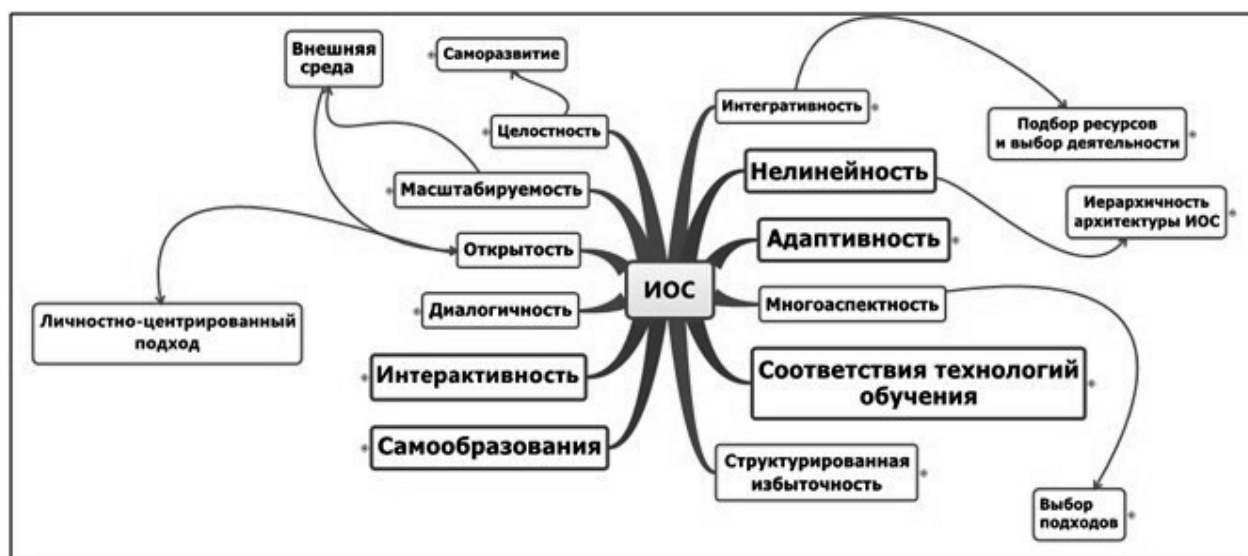 Внешняя
среда
Саморазвитие
Целостность
Масштабируемость
Открытость
Личностно-центрированный
подход
Диалогичность
Интерактивность
Самообразования
ИОС
Интегративность
Подбор ресурсов
и выбор деятельности
Нелинейность
Иерархичность
архитектуры ИОС
Адаптивность
Многоаспектность
Соответствия технологий
обучения
Структурированная
избыточность
Выбор
подходов